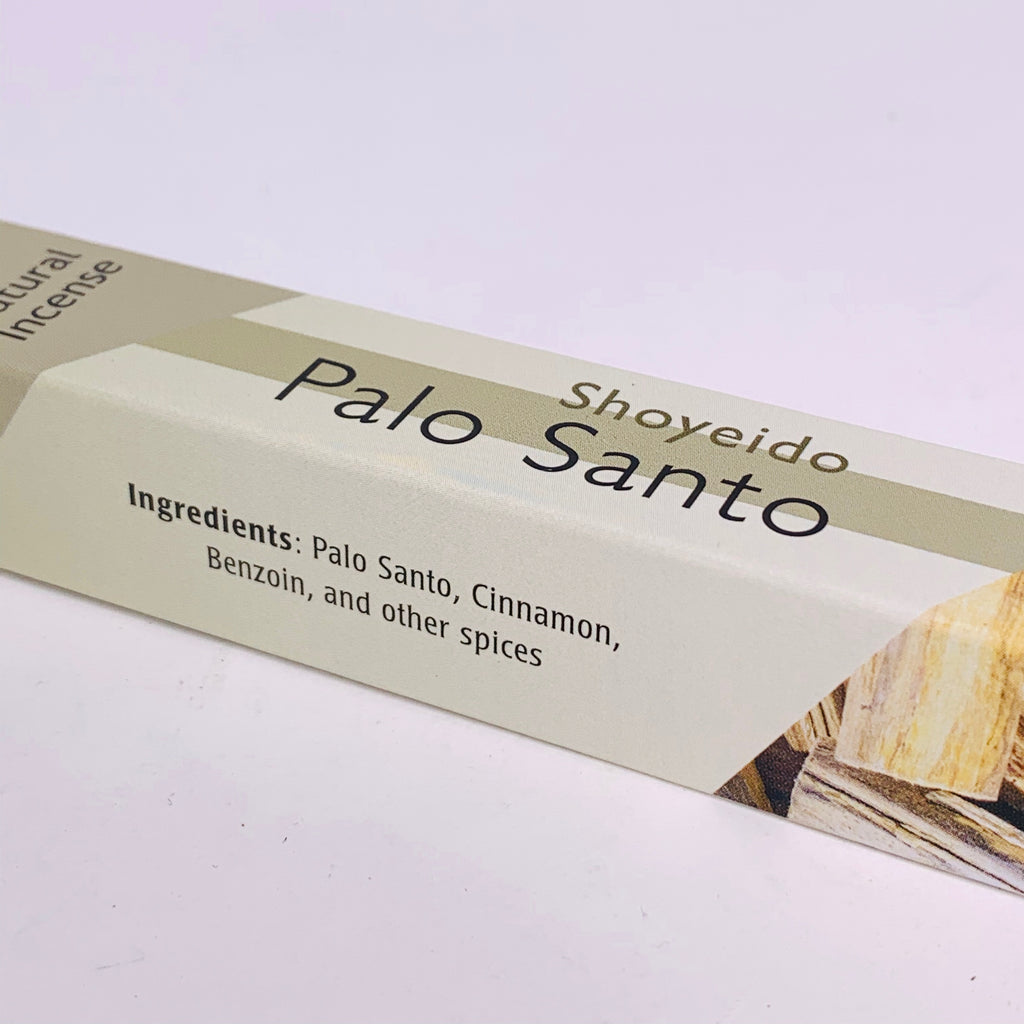 Incense
Shoyeido
Palo Santo
Ingredients: Palo Santo, Cinnamon,
Benzoin, and other spices